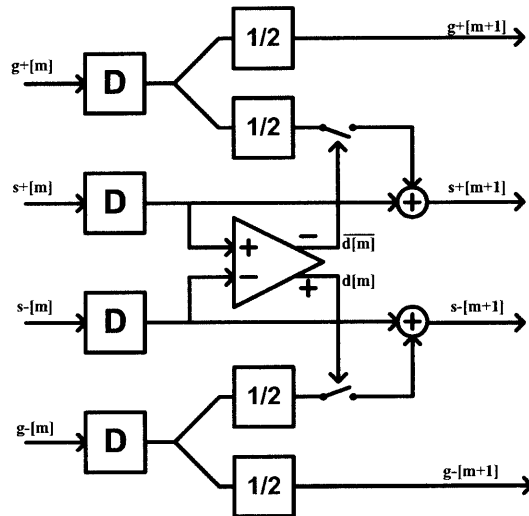 g+[m+1]
1/2
g+[m]
D
1/2
s+[m]
D
s+[m+1]
+
−
d[m]
+
−
d[m]
+
s-[m]
D
s-[m+1]
+
1/2
g-[m]
D
1/2
g-[m+1]